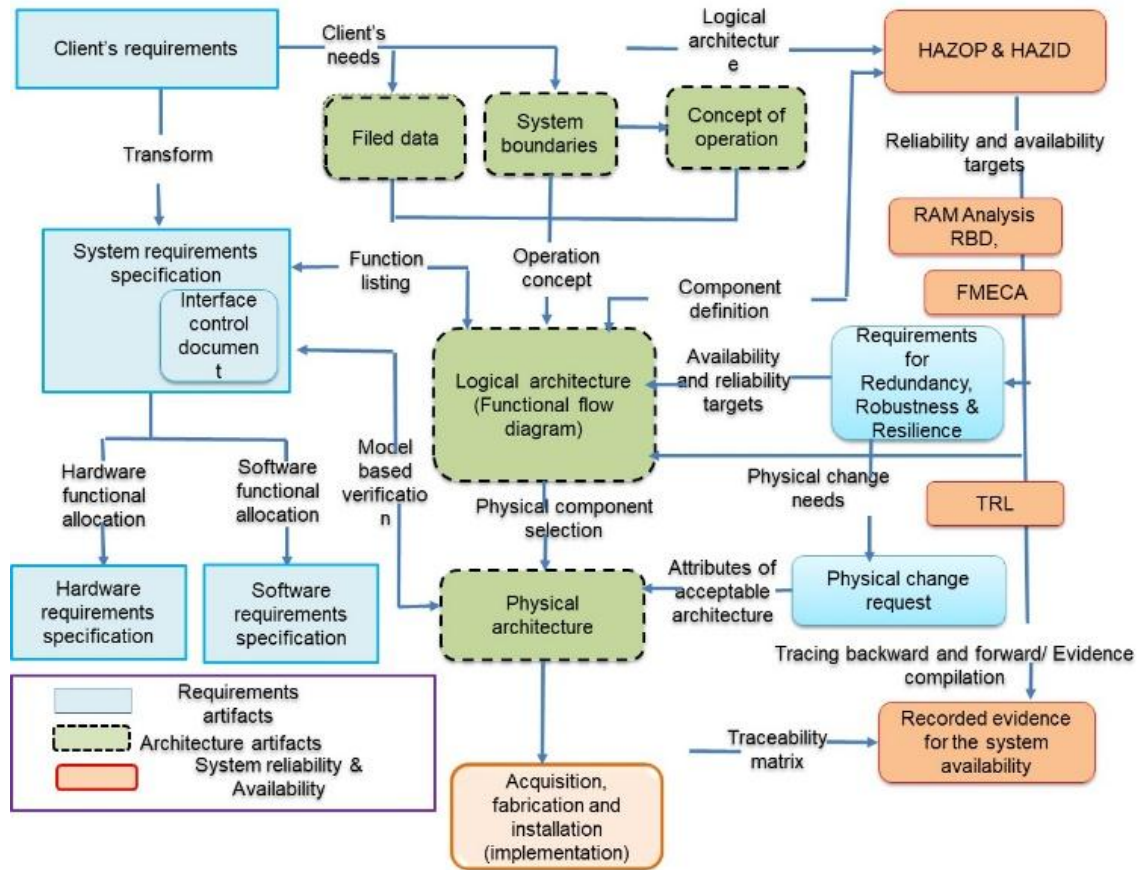 Client's requirements
Client's
needs
Logical
architectur
e
HAZOP & HAZID
Filed data
System
boundaries
Concept of
operation
Transform
Reliability and availability
targets
RAM Analysis
RBD,
FMECA
System requirements
specification
Interface
control
documen
t
Function
listing
Operation
concept
Component
definition
Logical architecture
(Functional flow
diagram)
Availability
and reliability
targets
Requirements
for
Redundancy,
Robustness &
Resilience
Hardware
functional
allocation
Software
functional
allocation
Model
based
verificatio
n
Physical component
selection
Physical change
needs
TRL
Hardware
requirements
specification
Software
requirements
specification
Physical
architecture
Attributes of
acceptable
architecture
Physical change
request
Tracing backward and forward/ Evidence
compilation
Requirements
artifacts
Architecture artifacts
System reliability &
Availability
Acquisition,
fabrication and
installation
(implementation)
Traceability
matrix
Recorded evidence
for the system
availability